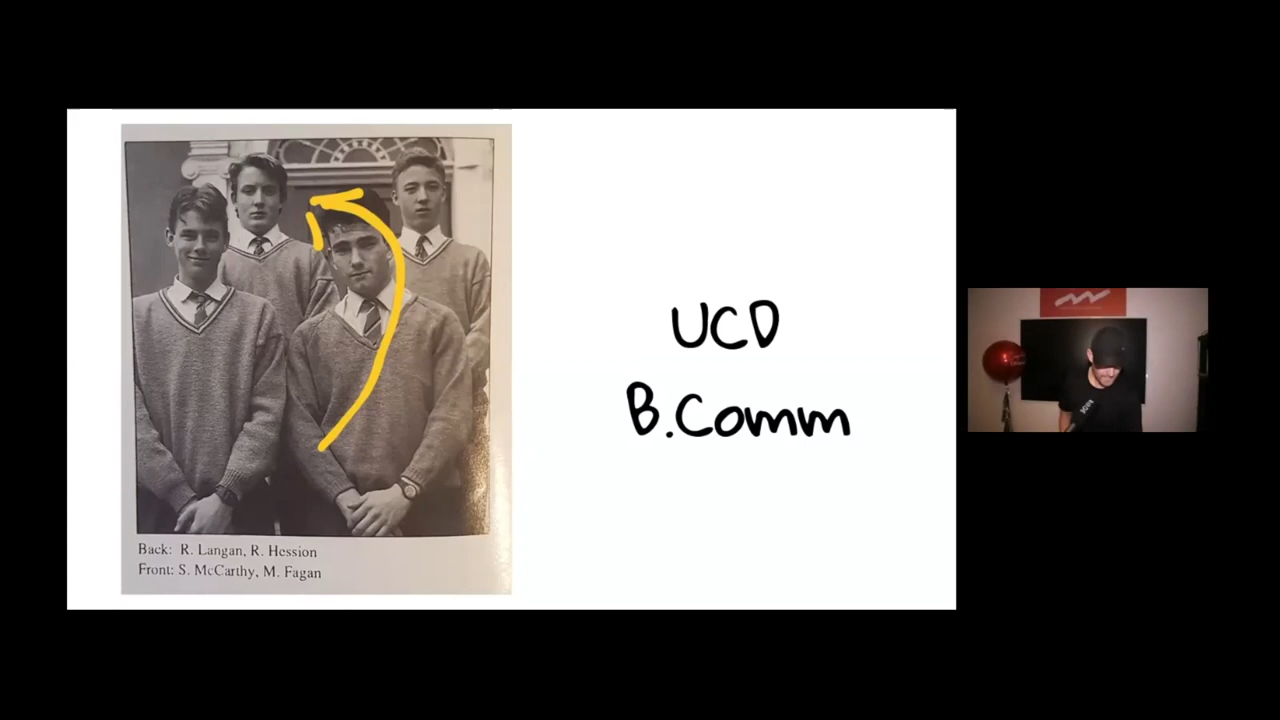 Back: R. Langan, R. Hession
Front: S. McCarthy, M. Fagan
UCD
B.Comm